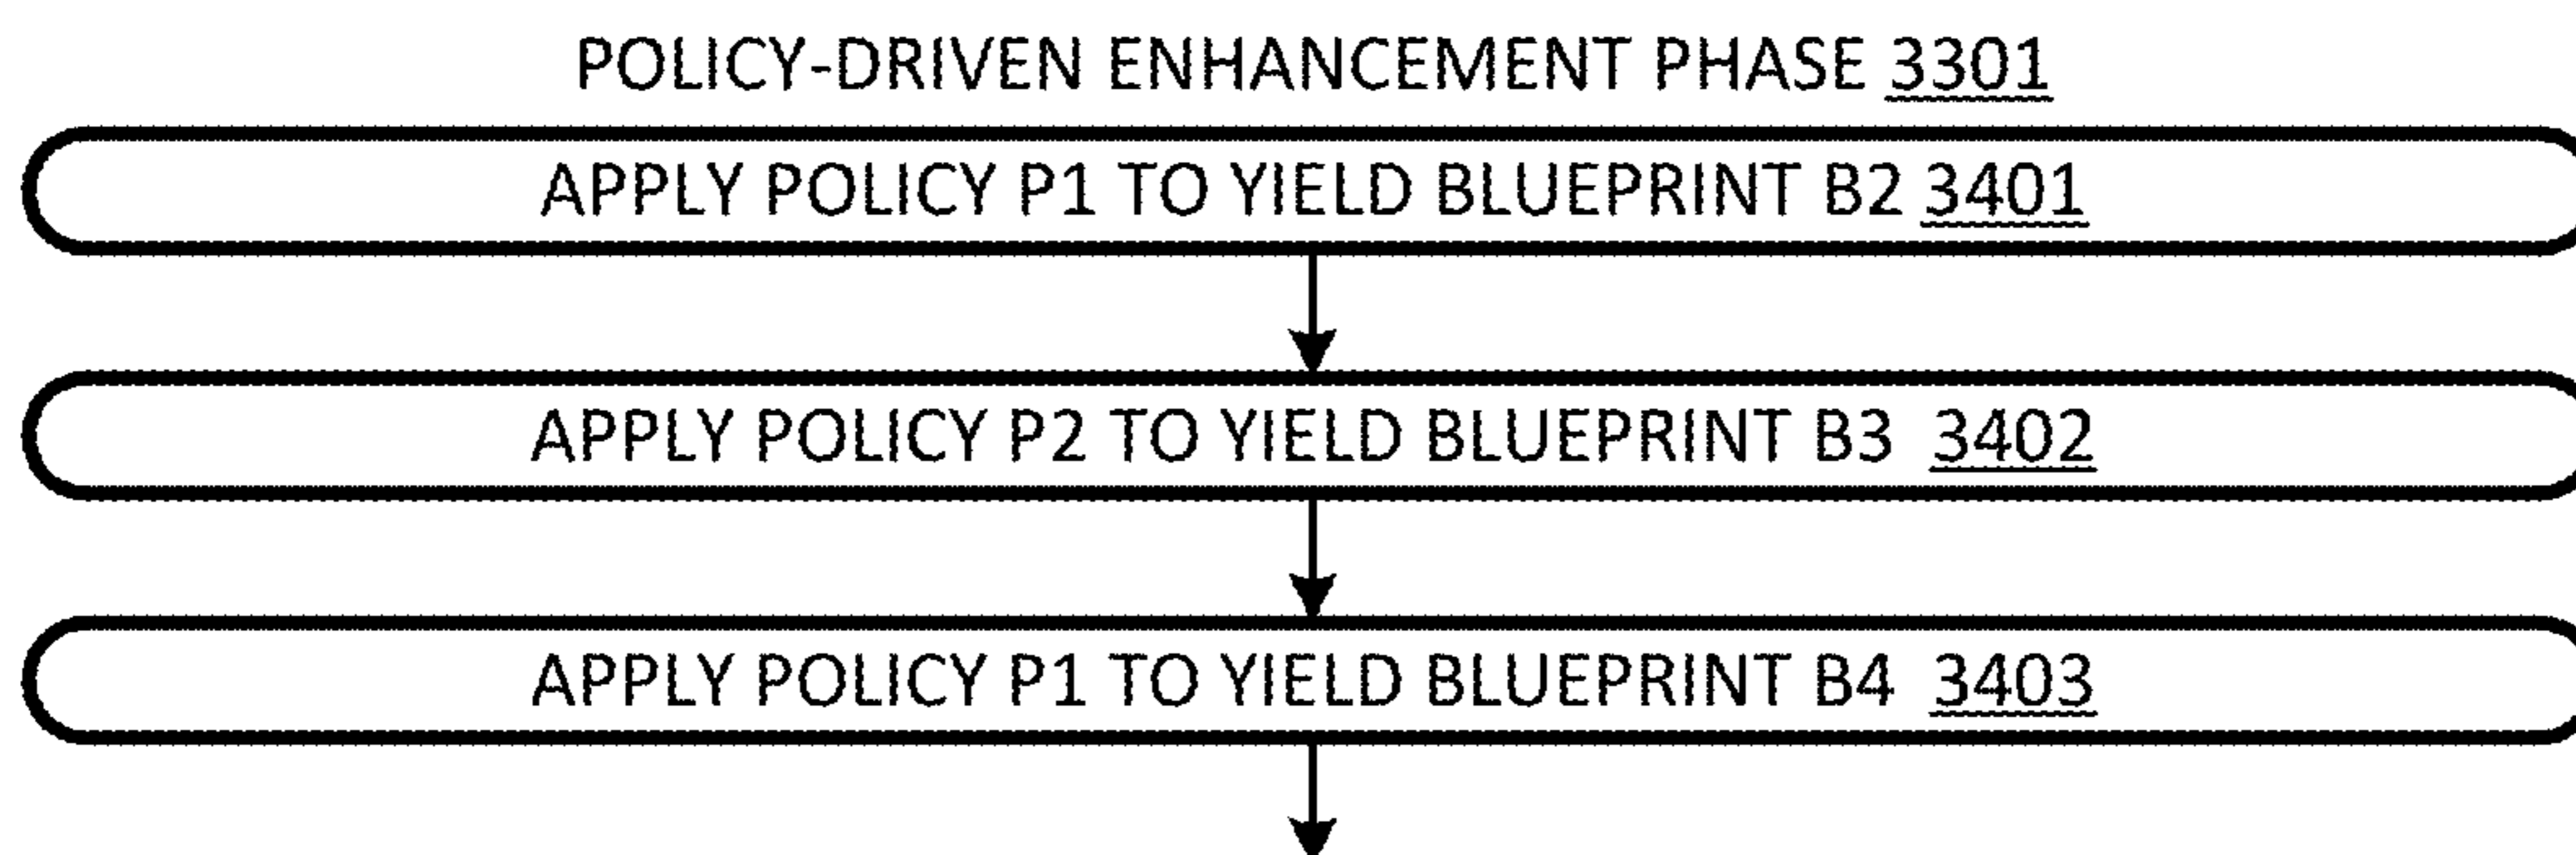 POLICY-DRIVEN ENHANCEMENT PHASE 3301
APPLY POLICY P1 TO YIELD BLUEPRINT B2 3401
APPLY POLICY P2 TO YIELD BLUEPRINT B3 3402
APPLY POLICY P1 TO YIELD BLUEPRINT B4 3403